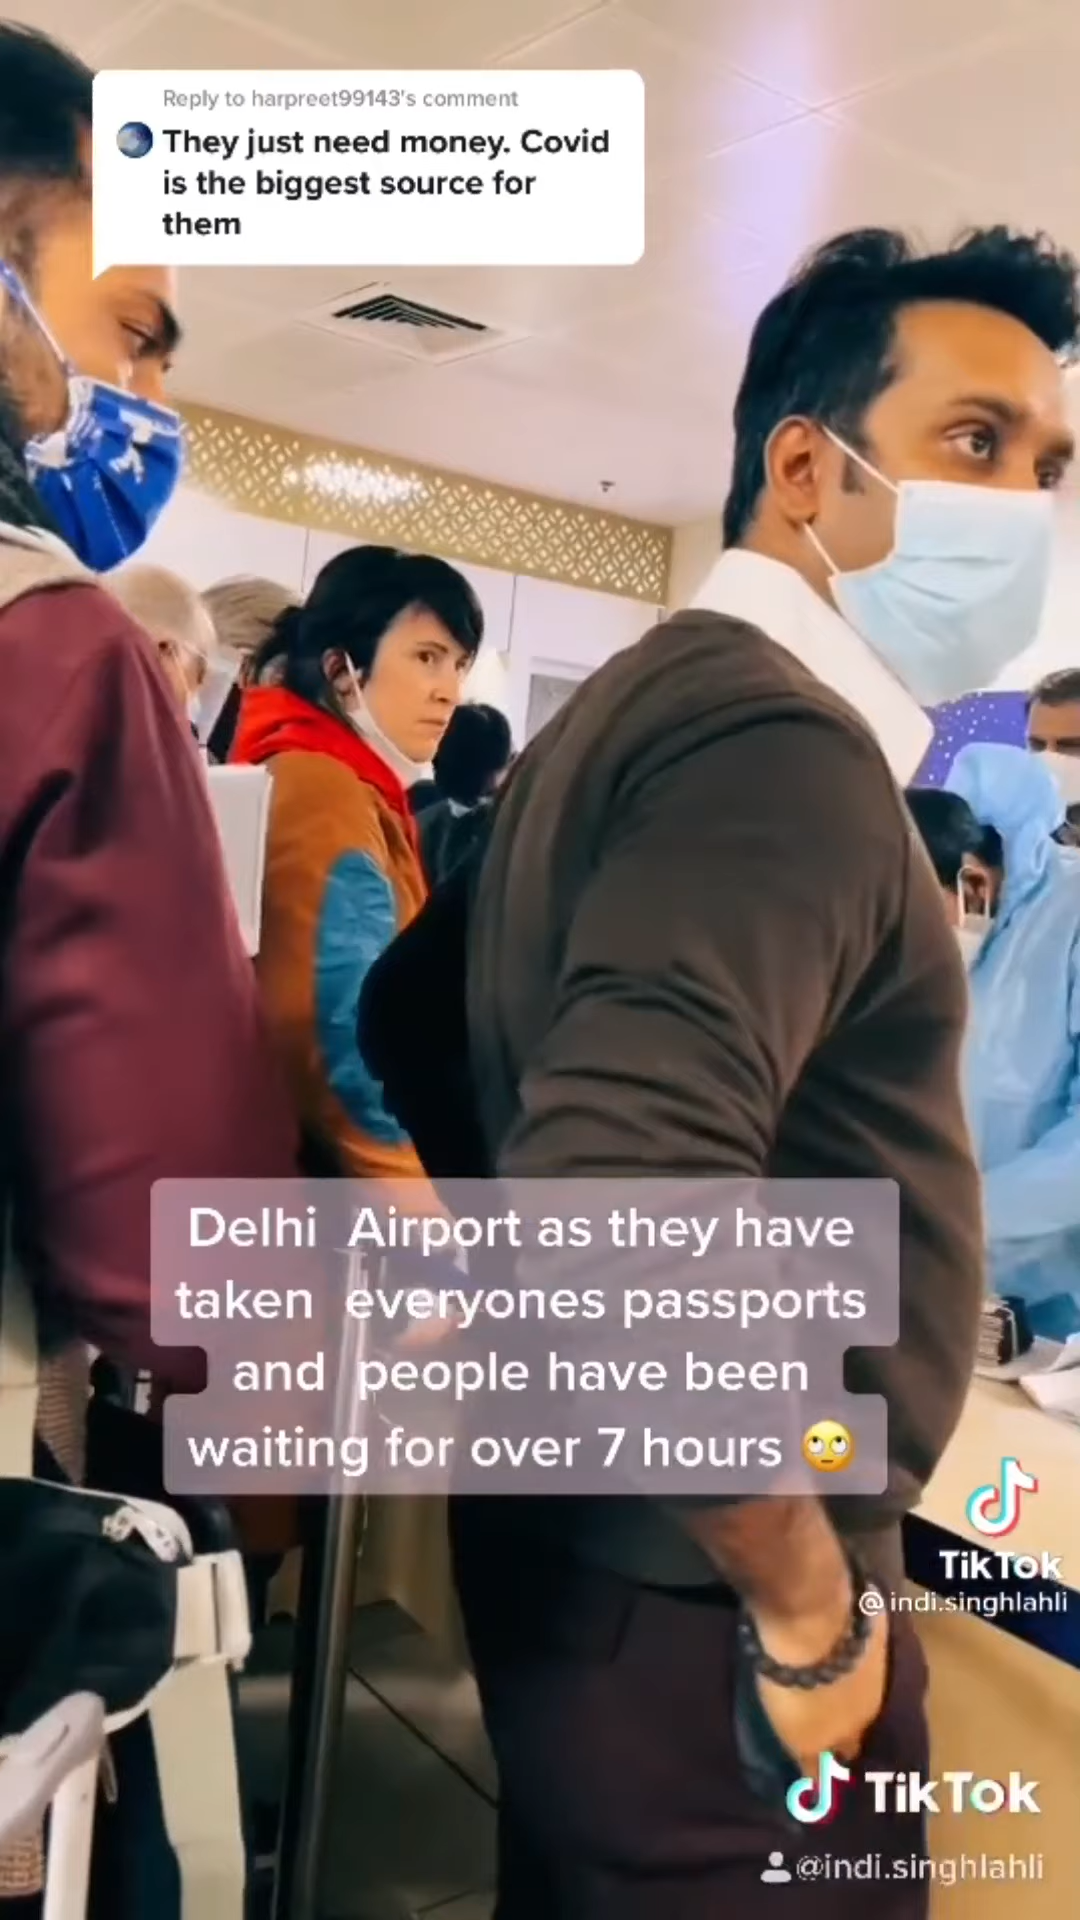 Reply to harpreet99143's comment
They just need money. Covid
is the biggest source for
them
Delhi Airport as they have
taken everyones passports
and people have been
waiting for over 7 hours 🙄
TikTok
@indi.singhlahli
TikTok
@indi.singhlahli